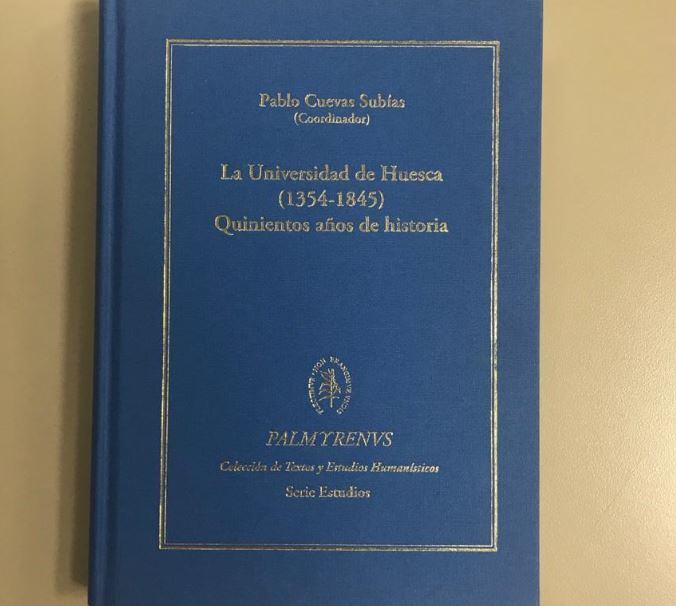 Pablo Cuevas Subías
(Coordinador)
La Universidad de Huesca
(1354-1845)
Quinientos años de historia
PALMYRENVS
Colección de Textos y Estudios Humanísticos
Serie Estudios